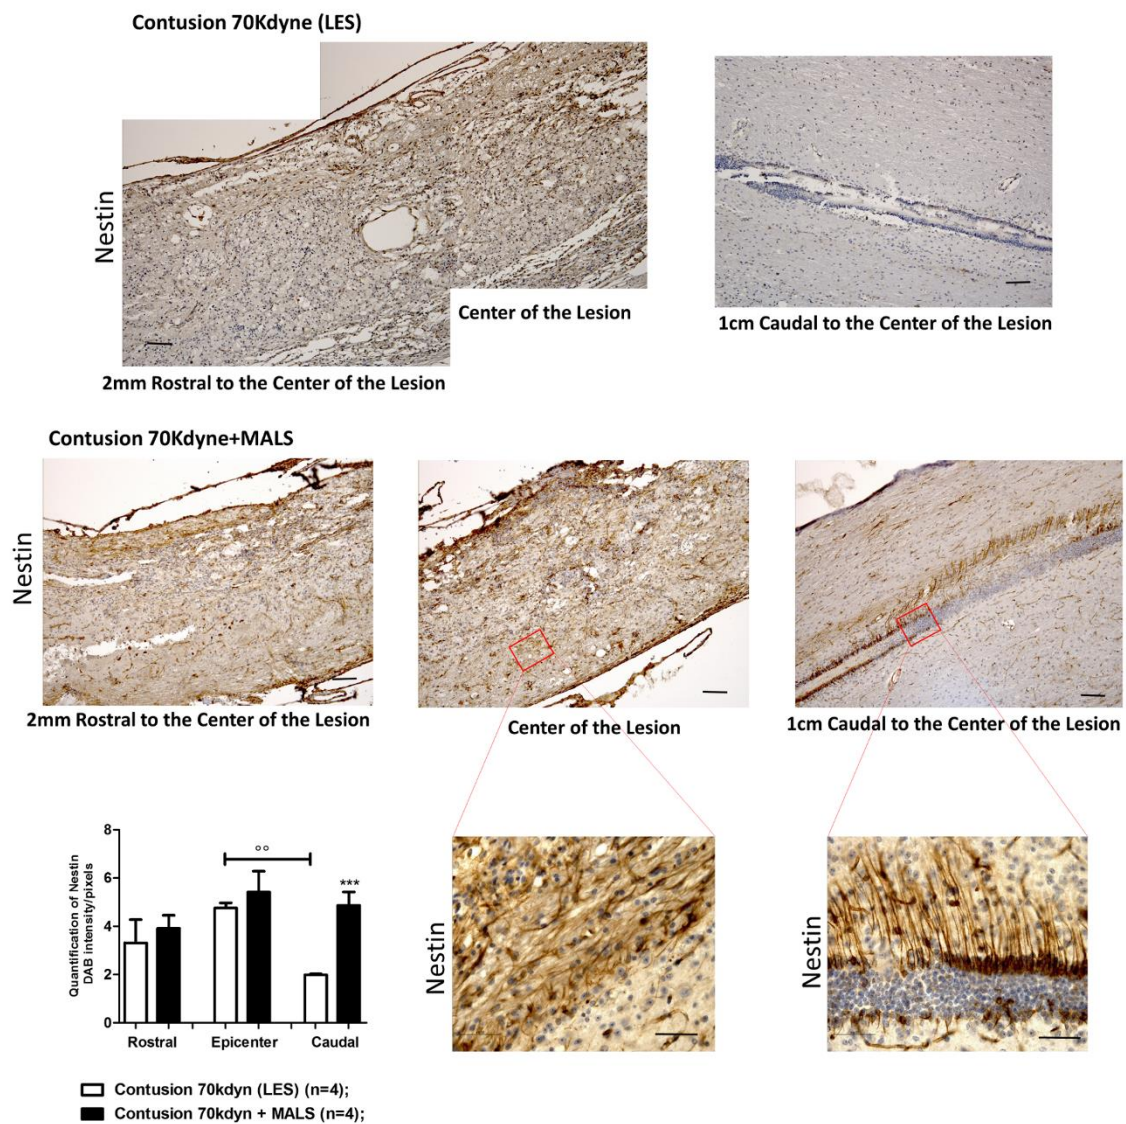 Contusion 70Kdyne (LES)
Nestin
Center of the Lesion
2mm Rostral to the Center of the Lesion
1cm Caudal to the Center of the Lesion
Contusion 70Kdyne+MALS
Nestin
2mm Rostral to the Center of the Lesion
Center of the Lesion
1cm Caudal to the Center of the Lesion
Quantification of Nestin
DAB intensity/pixels
8
6
4
2
0
°°
***
Rostral Epicenter Caudal
Contusion 70kdyn (LES) (n=4);
Contusion 70kdyn + MALS (n=4);
Nestin
Nestin